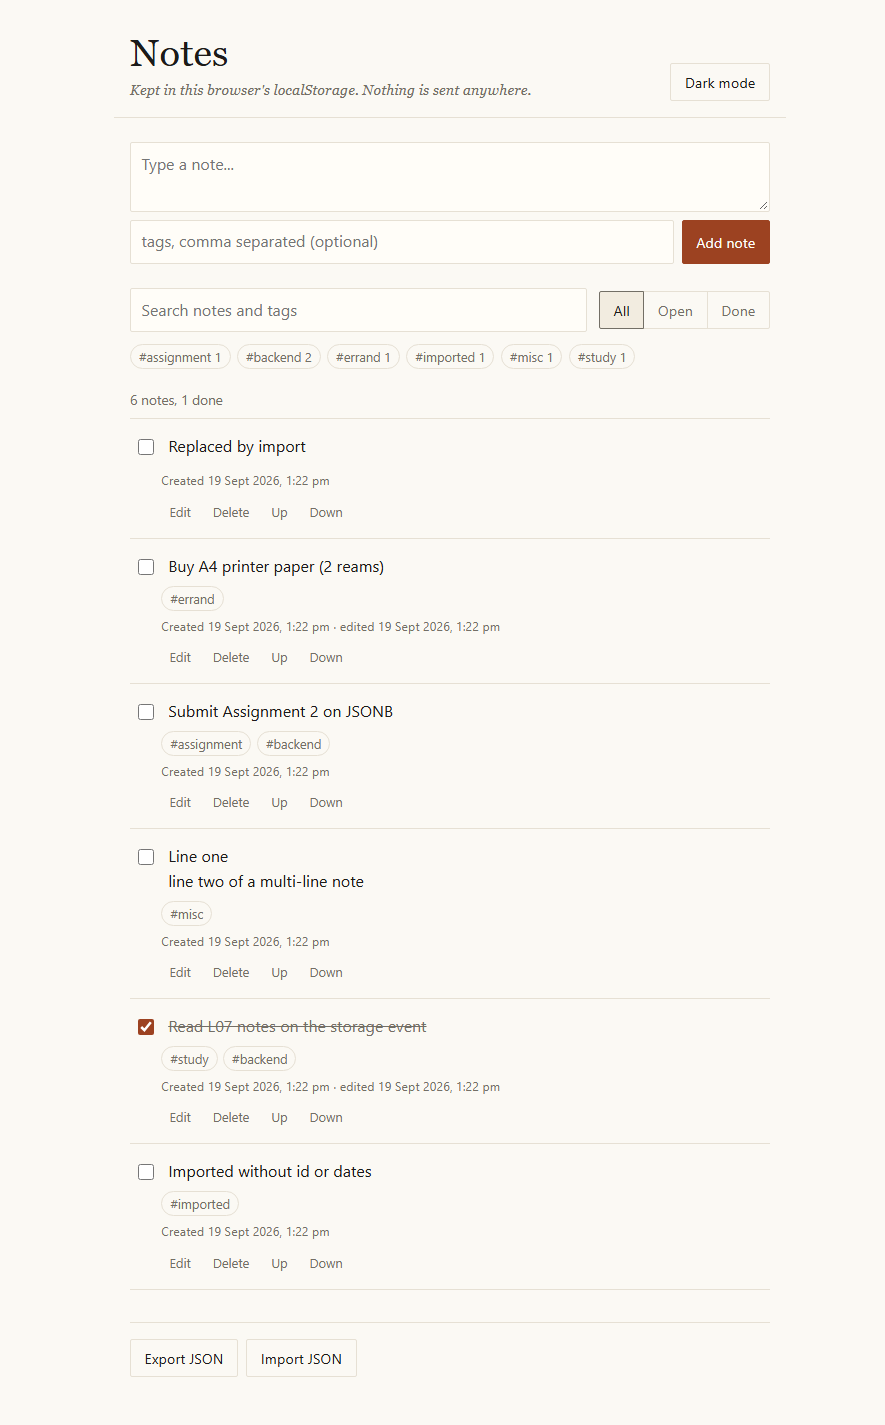 Notes
Kept in this browser's localStorage. Nothing is sent anywhere.
Dark mode
Type a note...
tags, comma separated (optional)
Add note
Search notes and tags
All
Open
Done
#assignment 1 #backend 2 #errand 1 #imported 1 #misc 1 #study 1
6 notes, 1 done
Replaced by import
Created 19 Sept 2026, 1:22 pm
Edit Delete Up Down
Buy A4 printer paper (2 reams)
#errand
Created 19 Sept 2026, 1:22 pm · edited 19 Sept 2026, 1:22 pm
Edit Delete Up Down
Submit Assignment 2 on JSONB
#assignment #backend
Created 19 Sept 2026, 1:22 pm
Edit Delete Up Down
Line one
line two of a multi-line note
#misc
Created 19 Sept 2026, 1:22 pm
Edit Delete Up Down
Read L07 notes on the storage event
#study #backend
Created 19 Sept 2026, 1:22 pm · edited 19 Sept 2026, 1:22 pm
Edit Delete Up Down
Imported without id or dates
#imported
Created 19 Sept 2026, 1:22 pm
Edit Delete Up Down
Export JSON Import JSON